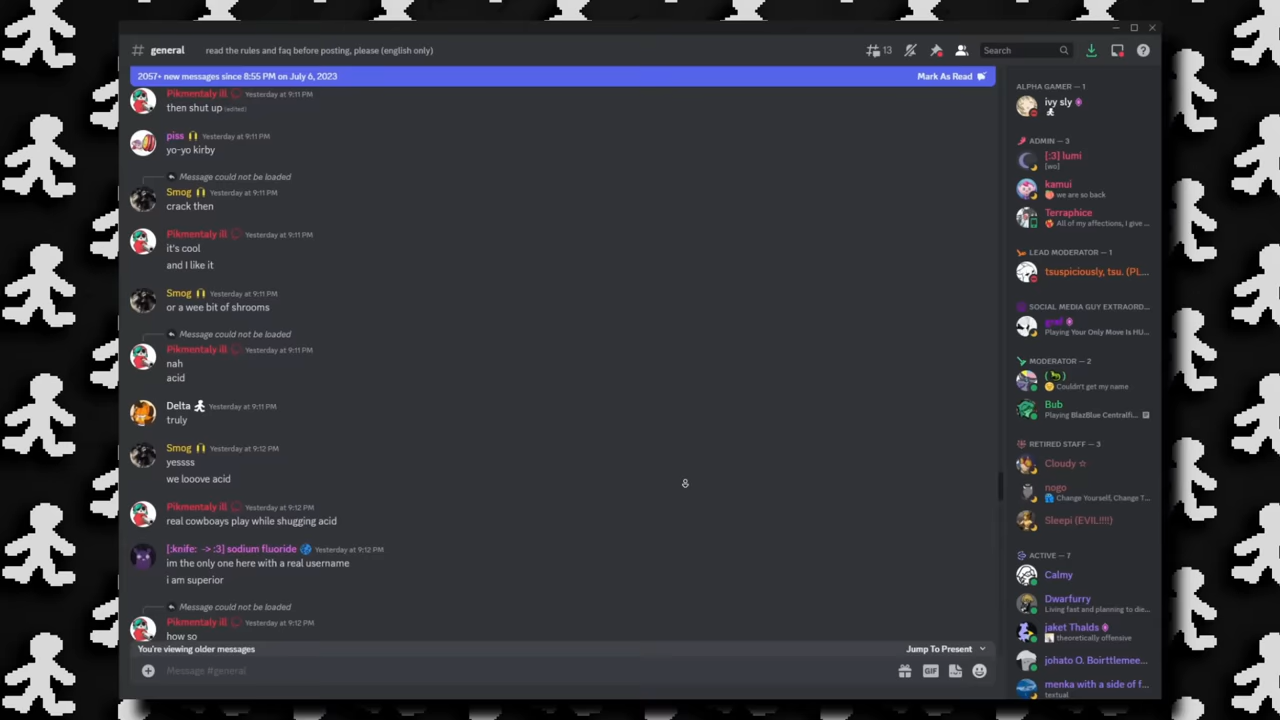 general
read the rules and faq before posting, please (english only)
13
Search
2057+ new messages since 8:55 PM on July 6, 2023
Mark As Read
Pikmentaly ill Yesterday at 9:11 PM
then shut up (edited)
piss Yesterday at 9:11 PM
yo-yo kirby
Message could not be loaded
Smog Yesterday at 9:11 PM
crack then
Pikmentaly ill Yesterday at 9:11 PM
it's cool
and I like it
Smog Yesterday at 9:11 PM
or a wee bit of shrooms
Message could not be loaded
Pikmentaly ill Yesterday at 9:11 PM
nah
acid
Delta Yesterday at 9:11 PM
truly
Smog Yesterday at 9:12 PM
yessss
we looove acid
Pikmentaly ill Yesterday at 9:12 PM
real cowboays play while shugging acid
[:knife: -> :3] sodium fluoride Yesterday at 9:12 PM
im the only one here with a real username
i am superior
Message could not be loaded
Pikmentaly ill Yesterday at 9:12 PM
how so
You're viewing older messages
Jump To Present
Message #general
GIF
ALPHA GAMER — 1
ivy sly
ADMIN — 3
[:3] lumi
[wo]
kamui
we are so back
Terraphice
All of my affections, I give ...
LEAD MODERATOR — 1
tsuspiciously, tsu. (PL...
SOCIAL MEDIA GUY EXTRAORD...
Playing Your Only Move Is HU...
MODERATOR — 2
Couldn't get my name
Bub
Playing BlazBlue Centralfi...
RETIRED STAFF — 3
Cloudy ☆
nogo
Change Yourself, Change T...
Sleepi (EVIL!!!!)
ACTIVE — 7
Calmy
Dwarfurry
Living fast and planning to die...
jaket Thalds
theoretically offensive
johato O. Boirttlemee...
menka with a side of f...
textual